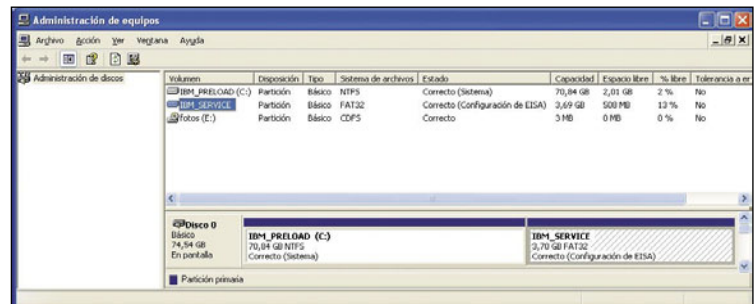 Administración de equipos
Archivo Acción Ver Ventana Ayuda
Administración de discos
Volumen Disposición Tipo Sistema de archivos Estado Capacidad Espacio libre % libre Tolerancia a er
IBM_PRELOAD (C:) Partición Básico NTFS Correcto (Sistema) 70,84 GB 2,01 GB 2 % No
IBM_SERVICE Partición Básico FAT32 Correcto (Configuración de EISA) 3,69 GB 500 MB 13 % No
fotos (E:) Partición Básico CDFS Correcto 3 MB 0 MB 0 % No
Disco 0
Básico
74,54 GB
En pantalla
IBM_PRELOAD (C:)
70,84 GB NTFS
Correcto (Sistema)
IBM_SERVICE
3,70 GB FAT32
Correcto (Configuración de EISA)
Partición primaria